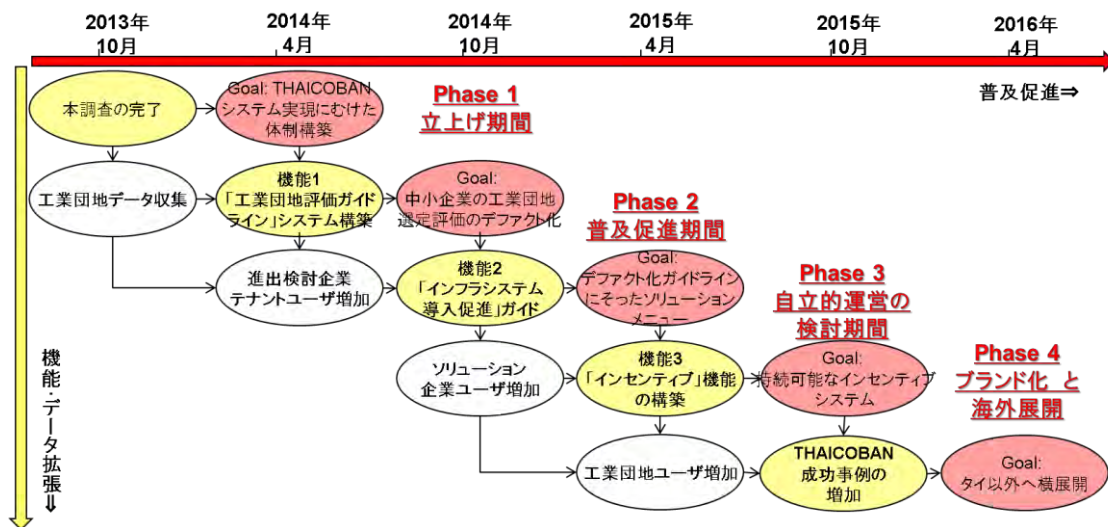 2013年
10月
2014年
4月
2014年
10月
2015年
4月
2015年
10月
2016年
4月
普及促進⇒
本調査の完了
Goal: THAICOBAN
システム実現にむけた
体制構築
Phase 1
立上げ期間
工業団地データ収集
機能1
「工業団地評価ガイド
ライン」システム構築
Goal:
中小企業の工業団地
選定評価のデファクト化
Phase 2
普及促進期間
進出検討企業
テナントユーザ増加
機能2
「インフラシステム
導入促進」ガイド
Goal:
デファクト化ガイドライン
にそったソリューション
メニュー
Phase 3
自立的運営の
検討期間
ソリューション
企業ユーザ増加
機能3
「インセンティブ」機能
の構築
Goal:
持続可能なインセンティブ
システム
Phase 4
ブランド化 と
海外展開
工業団地ユーザ増加
THAICOBAN
成功事例の
増加
Goal:
タイ以外へ横展開
機能・データ拡張⇒